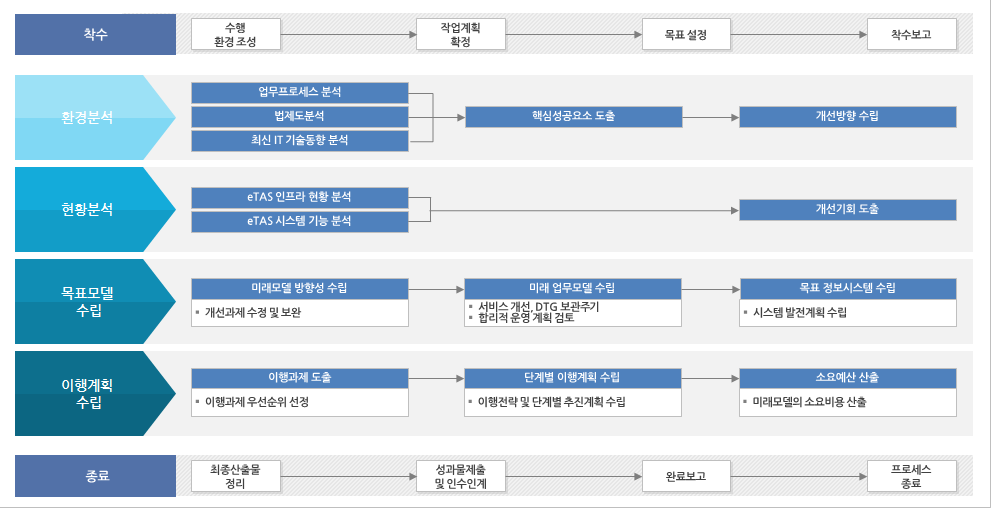 착수
수행
환경 조성
작업계획
확정
목표 설정
착수보고
환경분석
업무프로세스 분석
법제도분석
최신 IT 기술동향 분석
핵심성공요소 도출
개선방향 수립
현황분석
eTAS 인프라 현황 분석
eTAS 시스템 기능 분석
개선기회 도출
목표모델
수립
미래모델 방향성 수립
▪ 개선과제 수정 및 보완
미래 업무모델 수립
▪ 서비스 개선, DTG 보관주기
▪ 합리적 운영 계획 검토
목표 정보시스템 수립
▪ 시스템 발전계획 수립
이행계획
수립
이행과제 도출
▪ 이행과제 우선순위 선정
단계별 이행계획 수립
▪ 이행전략 및 단계별 추진계획 수립
소요예산 산출
▪ 미래모델의 소요비용 산출
종료
최종산출물
정리
성과물제출
및 인수인계
완료보고
프로세스
종료